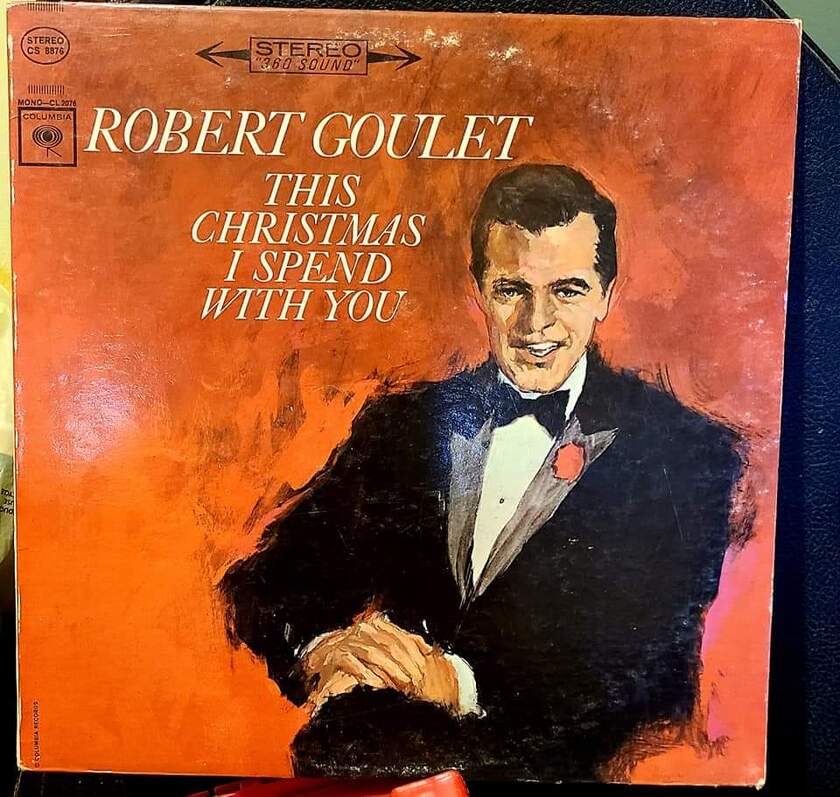 STEREO
CS 8876
STEREO
"360 SOUND"
MONO—CL 2076
COLUMBIA
ROBERT GOULET
THIS
CHRISTMAS
I SPEND
WITH YOU
© COLUMBIA RECORDS